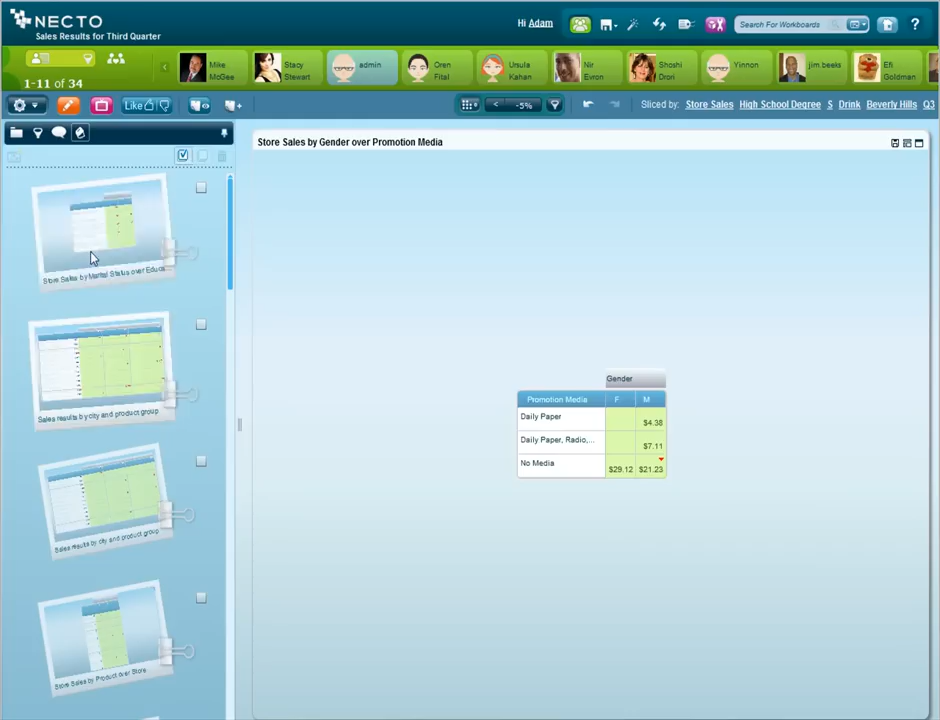 NECTO
Sales Results for Third Quarter
Hi Adam
Search For Workboards
1-11 of 34
Mike McGee
Stacy Stewart
admin
Oren Fital
Ursula Kahan
Nir Evron
Shoshi Drori
Yinnon
jim beeks
Efi Goldman
Like
< -5%
Sliced by: Store Sales High School Degree S Drink Beverly Hills Q3
Store Sales by Gender over Promotion Media
Store Sales by Marital Status over Educa...
Sales results by city and product group
Sales results by city and product group
Store Sales by Product over Store
Gender
Promotion Media F M
Daily Paper $4.38
Daily Paper, Radio,... $7.11
No Media $29.12 $21.23